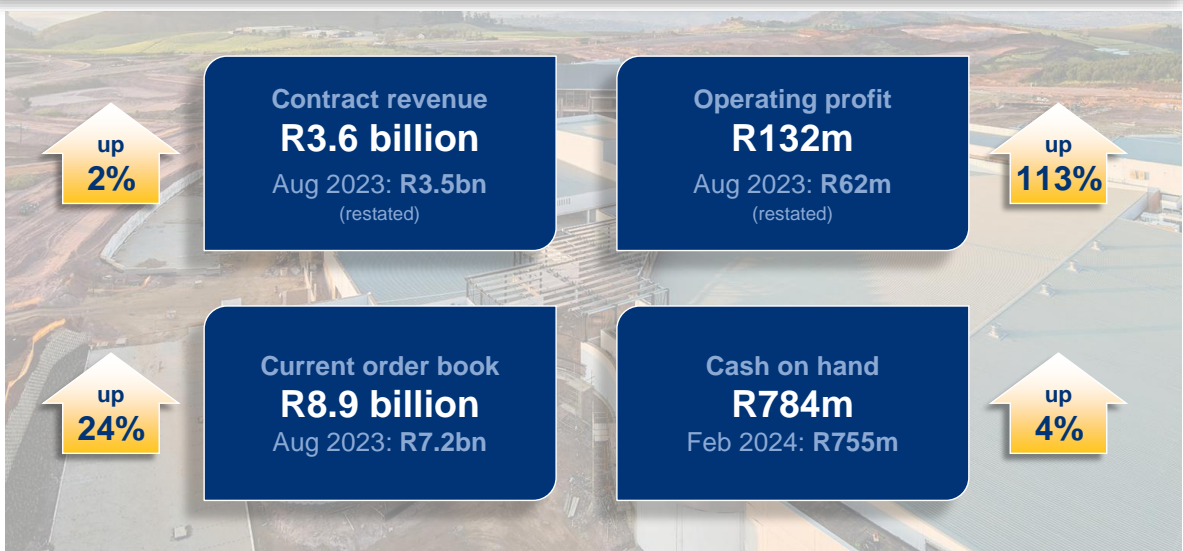 Contract revenue
R3.6 billion
Aug 2023: R3.5bn
(restated)
up
2%
Operating profit
R132m
Aug 2023: R62m
(restated)
up
113%
Current order book
R8.9 billion
Aug 2023: R7.2bn
up
24%
Cash on hand
R784m
Feb 2024: R755m
up
4%